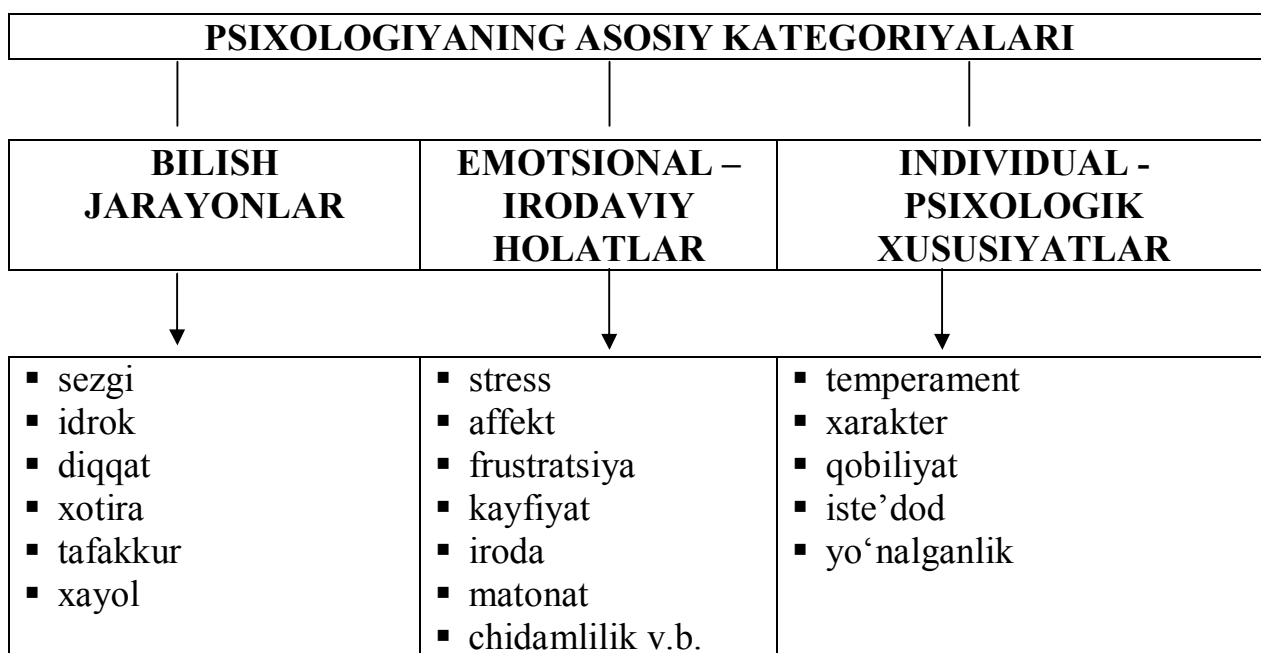 PSIXOLOGIYANING ASOSIY KATEGORIYALARI
BILISH
JARAYONLAR
EMOTSIONAL –
IRODAVIY
HOLATLAR
INDIVIDUAL -
PSIXOLOGIK
XUSUSIYATLAR
▪ sezgi
▪ idrok
▪ diqqat
▪ xotira
▪ tafakkur
▪ xayol
▪ stress
▪ affekt
▪ frustratsiya
▪ kayfiyat
▪ iroda
▪ matonat
▪ chidamlilik v.b.
▪ temperament
▪ xarakter
▪ qobiliyat
▪ iste’dod
▪ yo‘nalganlik